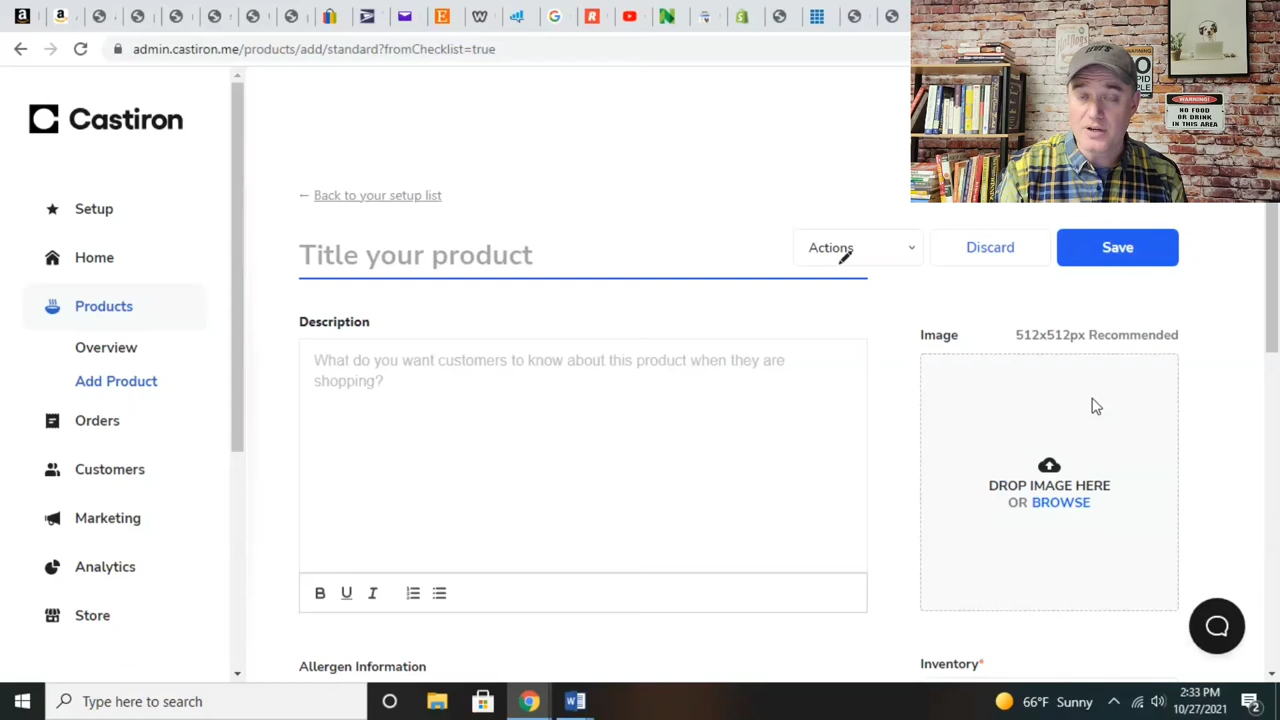 admin.castiron.me/products/add/standard?fromChecklist=true
Castiron
← Back to your setup list
Setup
Home
Products
Overview
Add Product
Orders
Customers
Marketing
Analytics
Store
Title your product
Actions
Discard
Save
Description
What do you want customers to know about this product when they are
shopping?
B U I
Allergen Information
Image
512x512px Recommended
DROP IMAGE HERE
OR BROWSE
Inventory*
WARNING!
NO FOOD
OR DRINK
IN THIS AREA
Type here to search
66°F Sunny
2:33 PM
10/27/2021
2